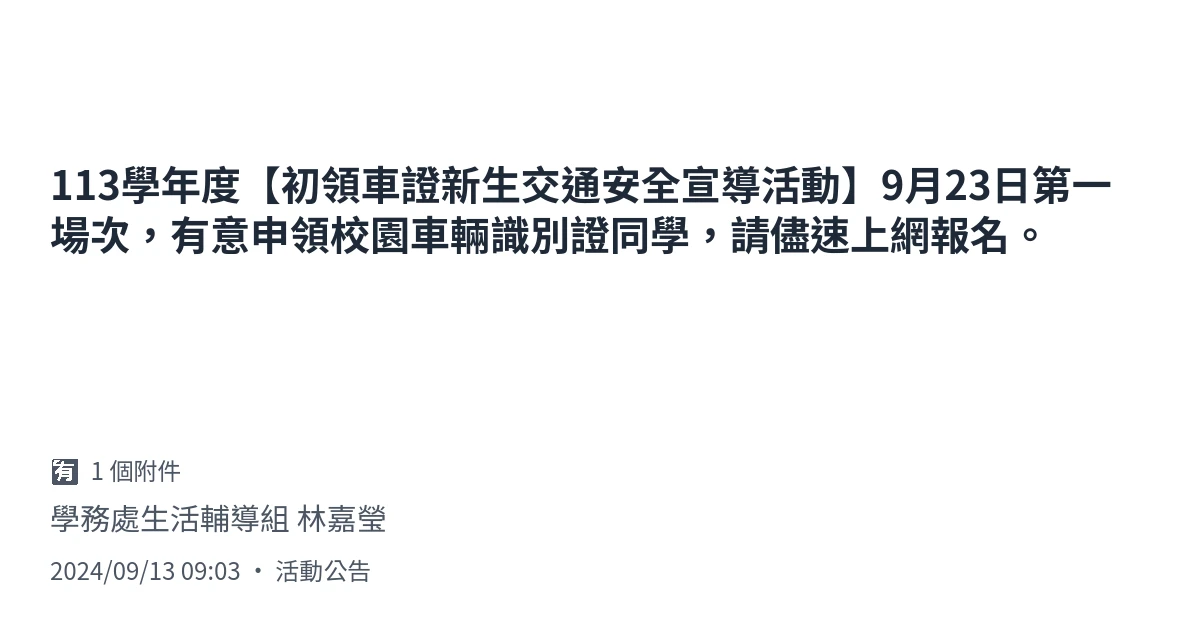 113學年度【初領車證新生交通安全宣導活動】9月23日第一
場次，有意申領校園車輛識別證同學，請儘速上網報名。
有 1 個附件
學務處生活輔導組 林嘉瑩
2024/09/13 09:03 • 活動公告